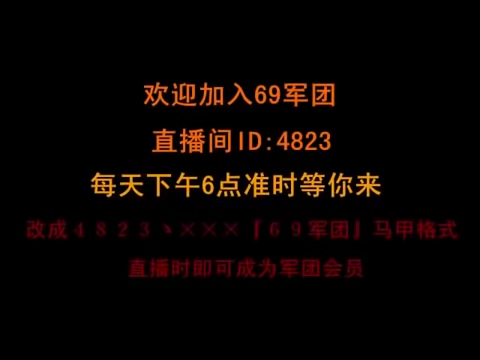 欢迎加入69军团
直播间ID:4823
每天下午6点准时等你来
改成4823丶×××『69军团』马甲格式
直播时即可成为军团会员